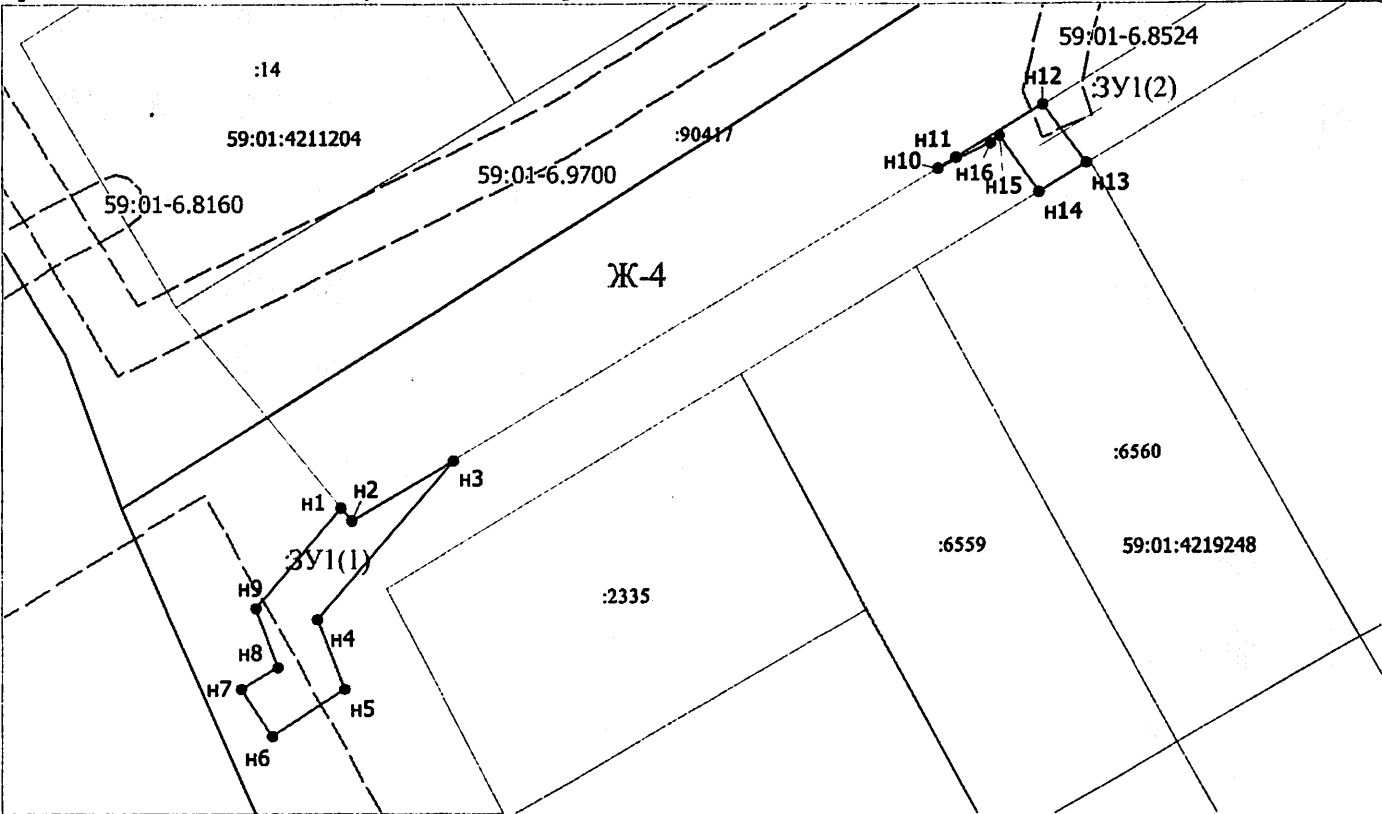 59:01-6.8524
:14
н12
:ЗУ1(2)
59:01:4211204
:90417
н11
н10
59:01-6.9700
н16
н15
н13
59:01-6.8160
н14
Ж-4
:6560
н3
н2
н1
:6559
59:01:4219248
:ЗУ1(1)
н9
:2335
н4
н8
н7
н5
н6